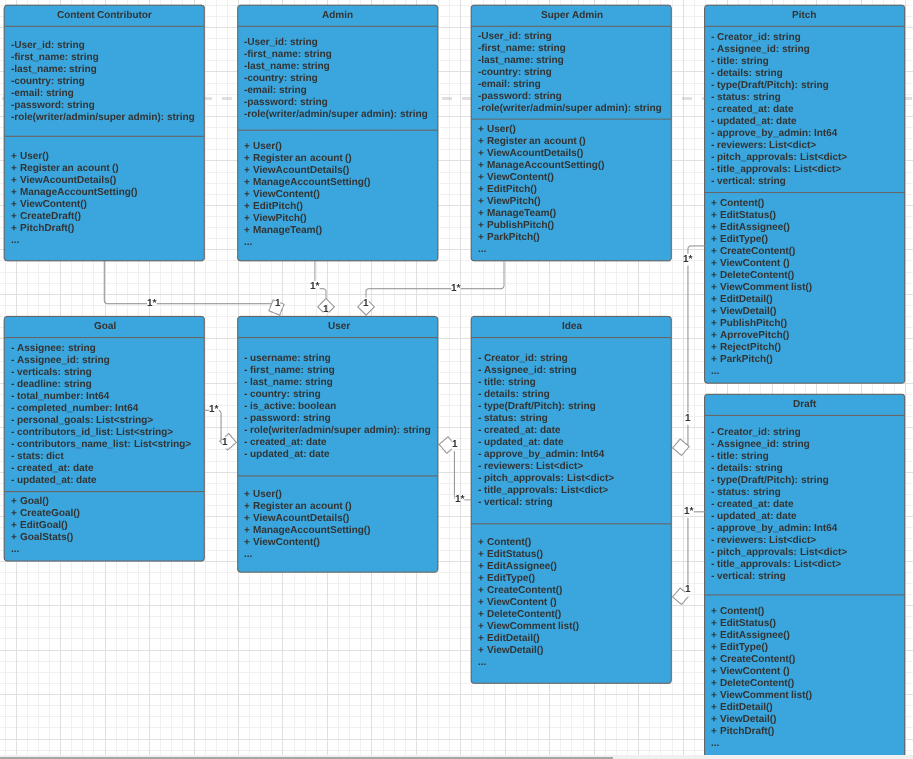 Content Contributor
-User_id: string
-first_name: string
-last_name: string
-country: string
-email: string
-password: string
-role(writer/admin/super admin): string
+ User()
+ Register an acount ()
+ ViewAcountDetails()
+ ManageAccountSetting()
+ ViewContent()
+ CreateDraft()
+ PitchDraft()
...
Admin
-User_id: string
-first_name: string
-last_name: string
-country: string
-email: string
-password: string
-role(writer/admin/super admin): string
+ User()
+ Register an acount ()
+ ViewAcountDetails()
+ ManageAccountSetting()
+ ViewContent()
+ EditPitch()
+ ViewPitch()
+ ManageTeam()
...
Super Admin
-User_id: string
-first_name: string
-last_name: string
-country: string
-email: string
-password: string
-role(writer/admin/super admin): string
+ User()
+ Register an acount ()
+ ViewAcountDetails()
+ ManageAccountSetting()
+ ViewContent()
+ EditPitch()
+ ViewPitch()
+ ManageTeam()
+ PublishPitch()
+ ParkPitch()
...
Pitch
- Creator_id: string
- Assignee_id: string
- title: string
- details: string
- type(Draft/Pitch): string
- status: string
- created_at: date
- updated_at: date
- approve_by_admin: Int64
- reviewers: List<dict>
- pitch_approvals: List<dict>
- title_approvals: List<dict>
- vertical: string
+ Content()
+ EditStatus()
+ EditAssignee()
+ EditType()
+ CreateContent()
+ ViewContent ()
+ DeleteContent()
+ ViewComment list()
+ EditDetail()
+ ViewDetail()
+ PublishPitch()
+ AprrovePitch()
+ RejectPitch()
+ ParkPitch()
...
1*
1
1*
1
1*
1
1*
1
Goal
- Assignee: string
- Assignee_id: string
- verticals: string
- deadline: string
- total_number: Int64
- completed_number: Int64
- personal_goals: List<string>
- contributors_id_list: List<string>
- contributors_name_list: List<string>
- stats: dict
- created_at: date
- updated_at: date
+ Goal()
+ CreateGoal()
+ EditGoal()
+ GoalStats()
...
1*
1
User
- username: string
- first_name: string
- last_name: string
- country: string
- is_active: boolean
- password: string
- role(writer/admin/super admin): string
- created_at: date
- updated_at: date
+ User()
+ Register an acount ()
+ ViewAcountDetails()
+ ManageAccountSetting()
+ ViewContent()
...
1
1*
Idea
- Creator_id: string
- Assignee_id: string
- title: string
- details: string
- type(Draft/Pitch): string
- status: string
- created_at: date
- updated_at: date
- approve_by_admin: Int64
- reviewers: List<dict>
- pitch_approvals: List<dict>
- title_approvals: List<dict>
- vertical: string
+ Content()
+ EditStatus()
+ EditAssignee()
+ EditType()
+ CreateContent()
+ ViewContent ()
+ DeleteContent()
+ ViewComment list()
+ EditDetail()
+ ViewDetail()
...
1*
1
Draft
- Creator_id: string
- Assignee_id: string
- title: string
- details: string
- type(Draft/Pitch): string
- status: string
- created_at: date
- updated_at: date
- approve_by_admin: Int64
- reviewers: List<dict>
- pitch_approvals: List<dict>
- title_approvals: List<dict>
- vertical: string
+ Content()
+ EditStatus()
+ EditAssignee()
+ EditType()
+ CreateContent()
+ ViewContent ()
+ DeleteContent()
+ ViewComment list()
+ EditDetail()
+ ViewDetail()
+ PitchDraft()
...